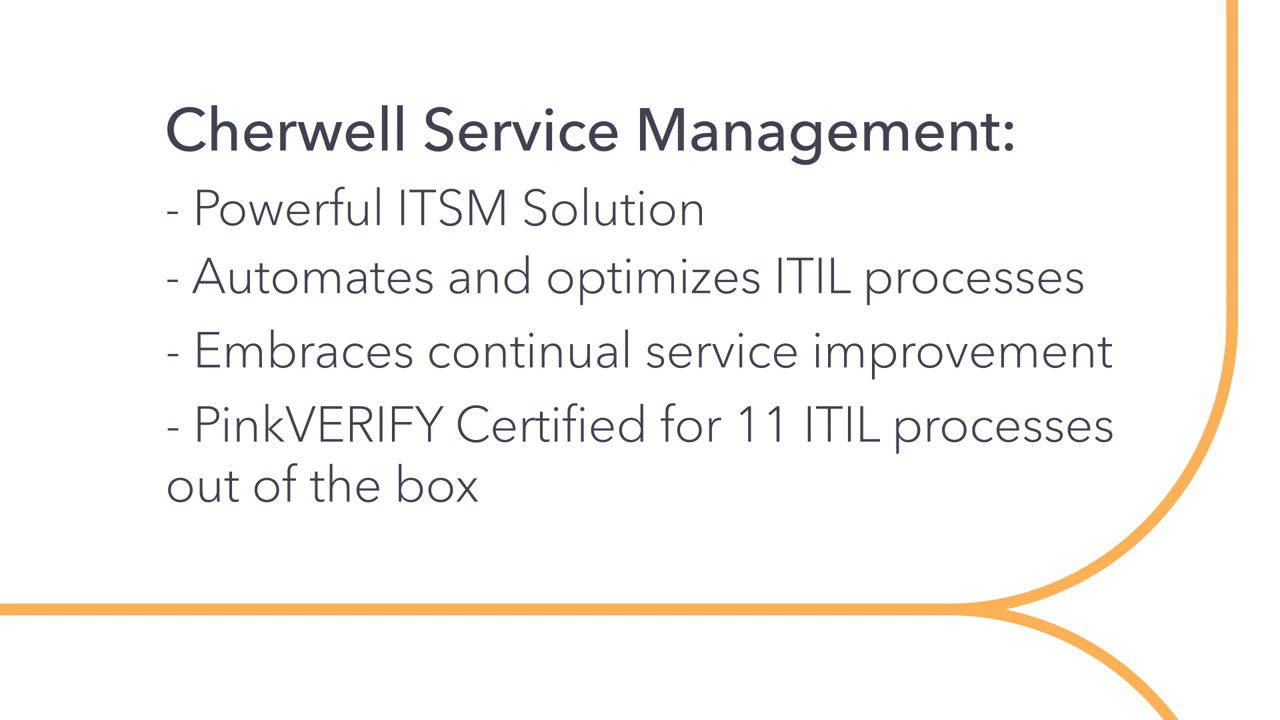 Cherwell Service Management:
- Powerful ITSM Solution
- Automates and optimizes ITIL processes
- Embraces continual service improvement
- PinkVERIFY Certified for 11 ITIL processes
out of the box